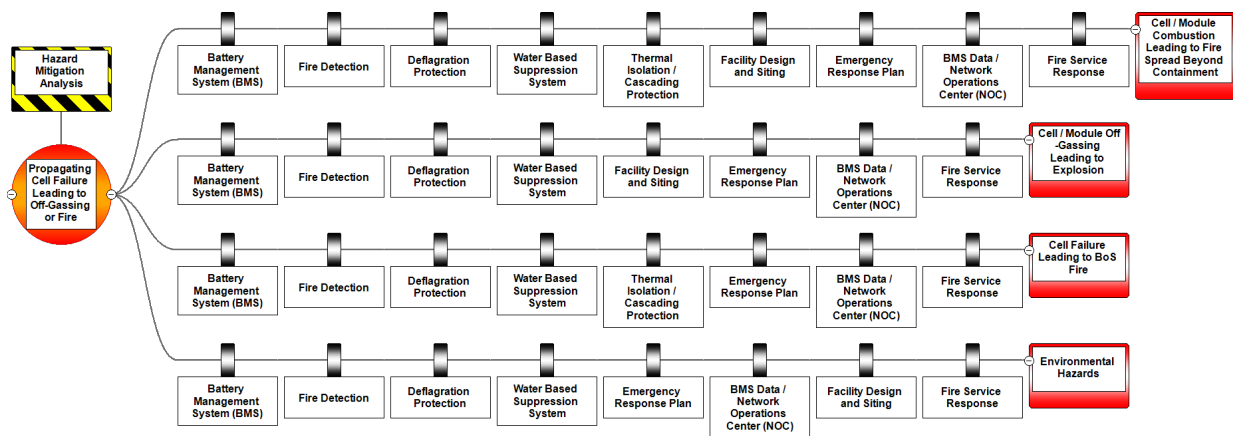 Hazard
Mitigation
Analysis
Propagating
Cell Failure
Leading to
Off-Gassing
or Fire
Battery
Management
System (BMS)
Fire Detection
Deflagration
Protection
Water Based
Suppression
System
Thermal
Isolation /
Cascading
Protection
Facility Design
and Siting
Emergency
Response Plan
BMS Data /
Network
Operations
Center (NOC)
Fire Service
Response
Cell / Module
Combustion
Leading to Fire
Spread Beyond
Containment
Battery
Management
System (BMS)
Fire Detection
Deflagration
Protection
Water Based
Suppression
System
Facility Design
and Siting
Emergency
Response Plan
BMS Data /
Network
Operations
Center (NOC)
Fire Service
Response
Cell / Module Off
-Gassing
Leading to
Explosion
Battery
Management
System (BMS)
Fire Detection
Deflagration
Protection
Water Based
Suppression
System
Thermal
Isolation /
Cascading
Protection
Emergency
Response Plan
BMS Data /
Network
Operations
Center (NOC)
Fire Service
Response
Cell Failure
Leading to BoS
Fire
Battery
Management
System (BMS)
Fire Detection
Deflagration
Protection
Water Based
Suppression
System
Emergency
Response Plan
BMS Data /
Network
Operations
Center (NOC)
Facility Design
and Siting
Fire Service
Response
Environmental
Hazards